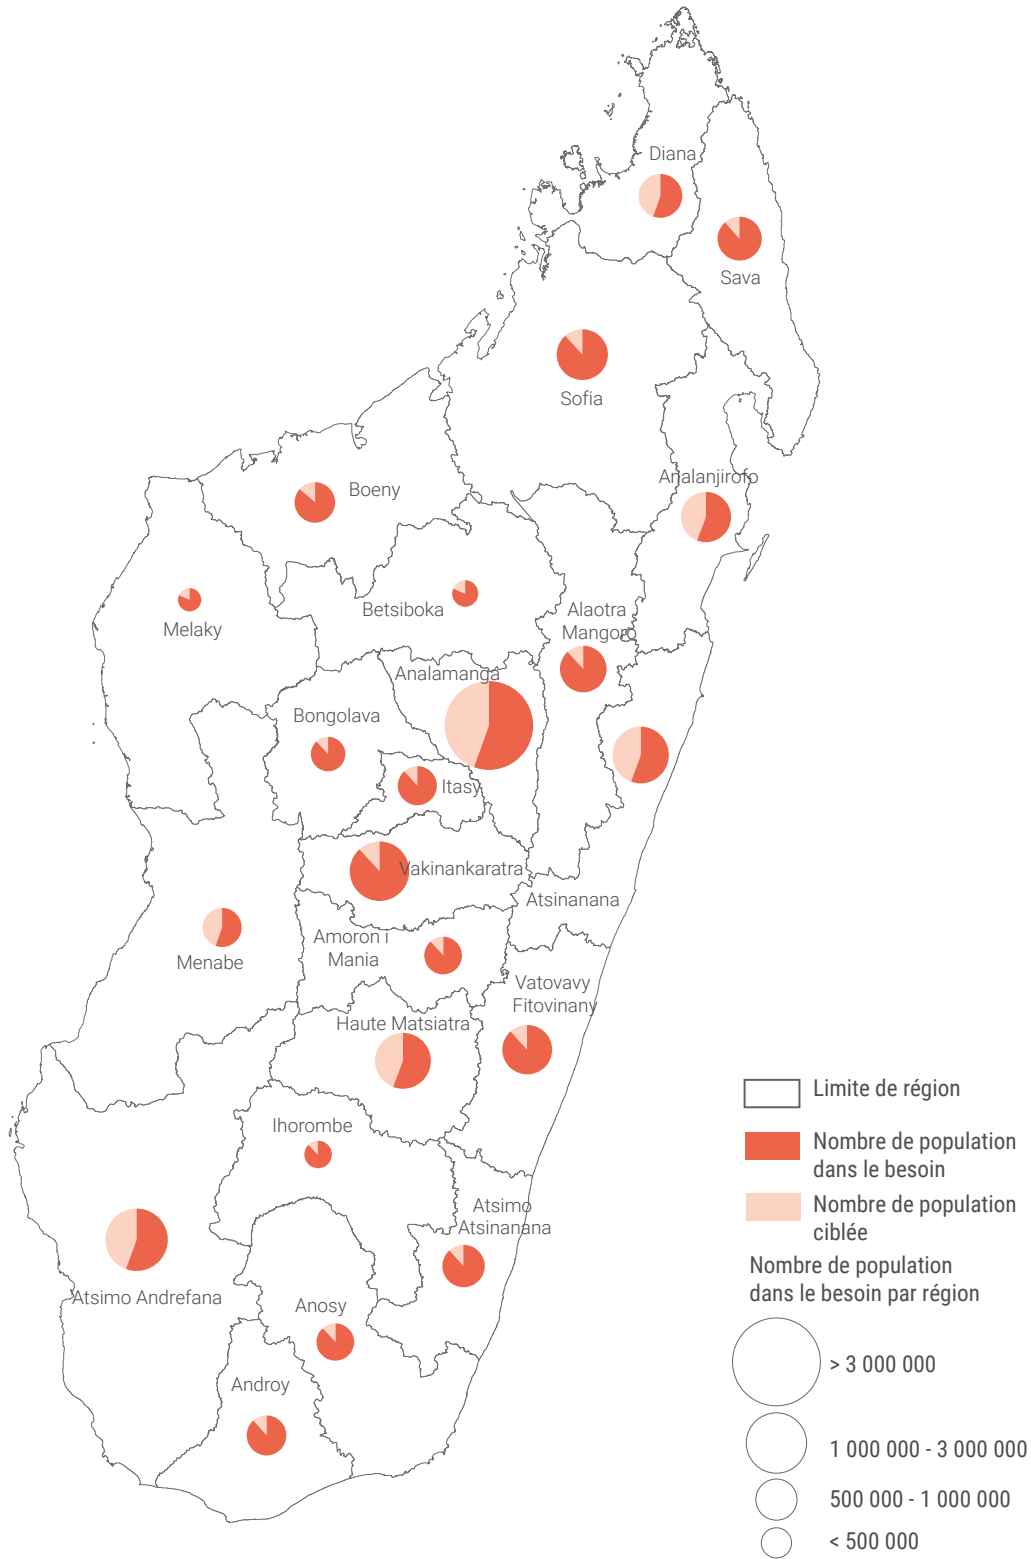 Diana
Sava
Sofia
Analanjirofo
Boeny
Betsiboka
Alaotra
Mangoro
Melaky
Analamanga
Bongolava
Itasy
Vakinankaratra
Atsinanana
Amoron i
Mania
Menabe
Vatovavy
Fitovinany
Haute Matsiatra
Ihorombe
Atsimo
Atsinanana
Atsimo Andrefana
Anosy
Androy
Limite de région
Nombre de population
dans le besoin
Nombre de population
ciblée
Nombre de population
dans le besoin par région
> 3 000 000
1 000 000 - 3 000 000
500 000 - 1 000 000
< 500 000